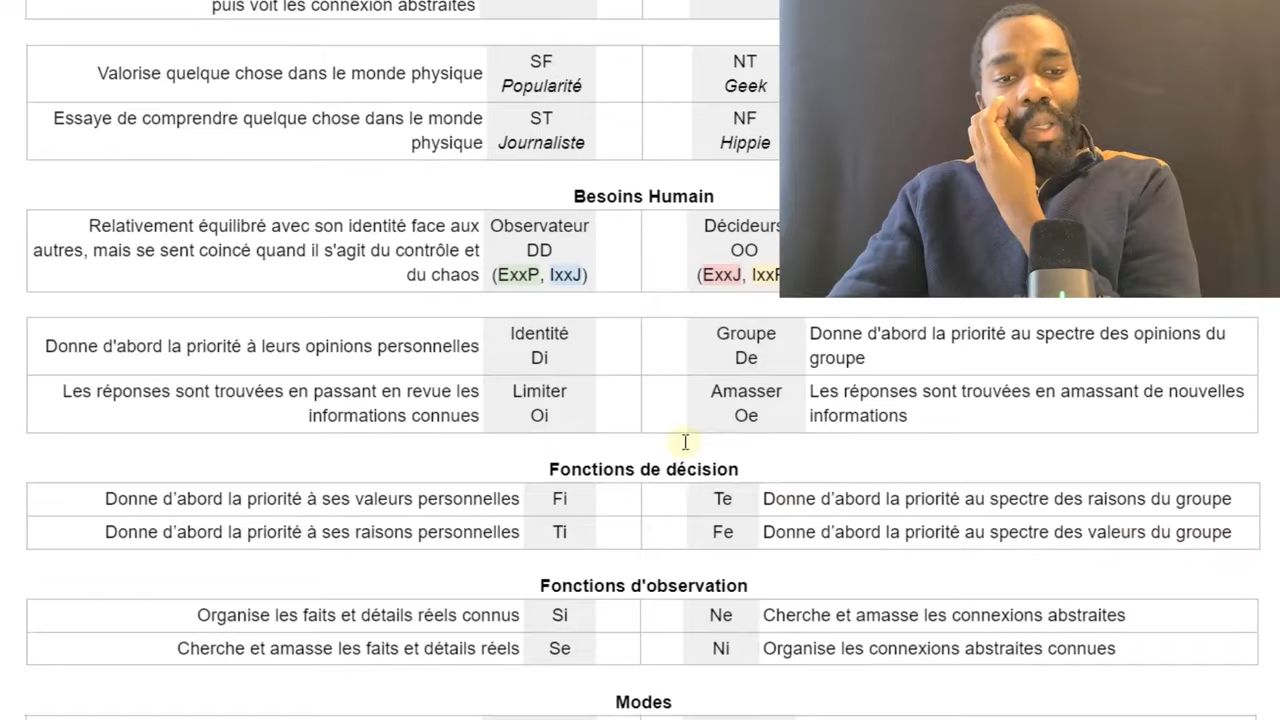 puis voit les connexion abstraites
Valorise quelque chose dans le monde physique
SF
Popularité
NT
Geek
Essaye de comprendre quelque chose dans le monde
physique
ST
Journaliste
NF
Hippie
Besoins Humain
Relativement équilibré avec son identité face aux
autres, mais se sent coincé quand il s'agit du contrôle et
du chaos
Observateur
DD
(ExxP, IxxJ)
Décideurs
OO
(ExxJ,
Donne d'abord la priorité à leurs opinions personnelles
Identité
Di
Groupe
De
Donne d'abord la priorité au spectre des opinions du
groupe
Les réponses sont trouvées en passant en revue les
informations connues
Limiter
Oi
Amasser
Oe
Les réponses sont trouvées en amassant de nouvelles
informations
Fonctions de décision
Donne d’abord la priorité à ses valeurs personnelles
Fi
Te
Donne d’abord la priorité au spectre des raisons du groupe
Donne d’abord la priorité à ses raisons personnelles
Ti
Fe
Donne d’abord la priorité au spectre des valeurs du groupe
Fonctions d'observation
Organise les faits et détails réels connus
Si
Ne
Cherche et amasse les connexions abstraites
Cherche et amasse les faits et détails réels
Se
Ni
Organise les connexions abstraites connues
Modes